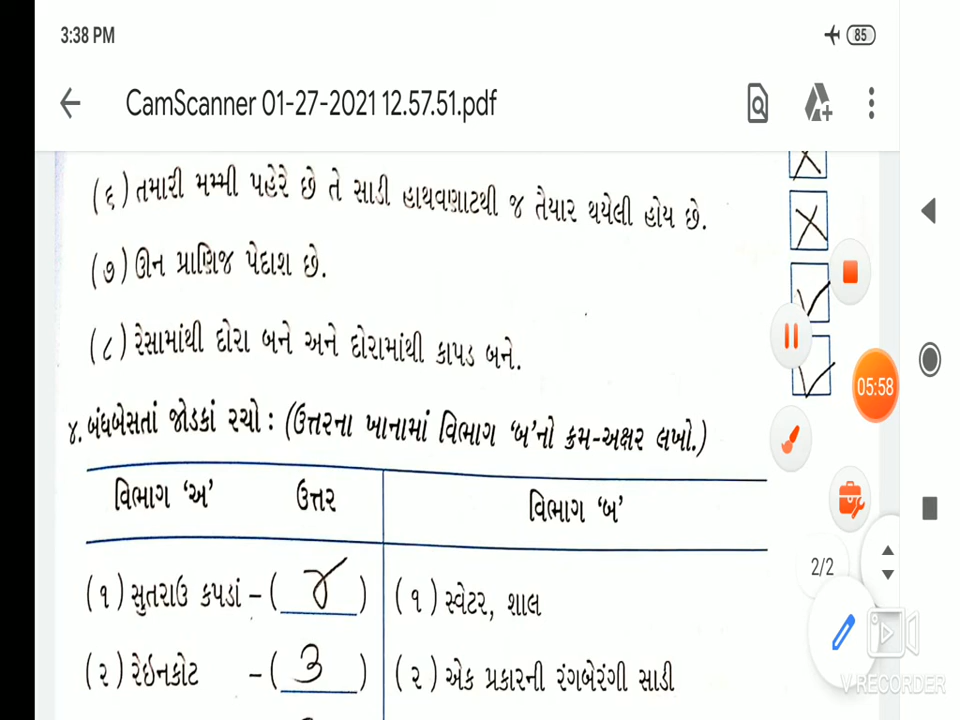 3:38 PM
85
CamScanner 01-27-2021 12.57.51.pdf
(૬) તમારી મમ્મી પહેરે છે તે સાડી હાથવણાટથી જ તૈયાર થયેલી હોય છે.
(૭) ઊન પ્રાણિજ પેદાશ છે.
(૮) રેસામાંથી દોરા બને અને દોરામાંથી કાપડ બને.
05:58
૪. બંધબેસતાં જોડકાં રચો : (ઉત્તરના ખાનામાં વિભાગ ‘બ’નો ક્રમ-અક્ષર લખો.)
વિભાગ ‘અ’ ઉત્તર વિભાગ ‘બ’
2/2
(૧) સુતરાઉ કપડાં – ( ૪ ) (૧) સ્વેટર, શાલ
(૨) રેઇનકોટ – ( ૩ ) (૨) એક પ્રકારની રંગબેરંગી સાડી
V RECORDER